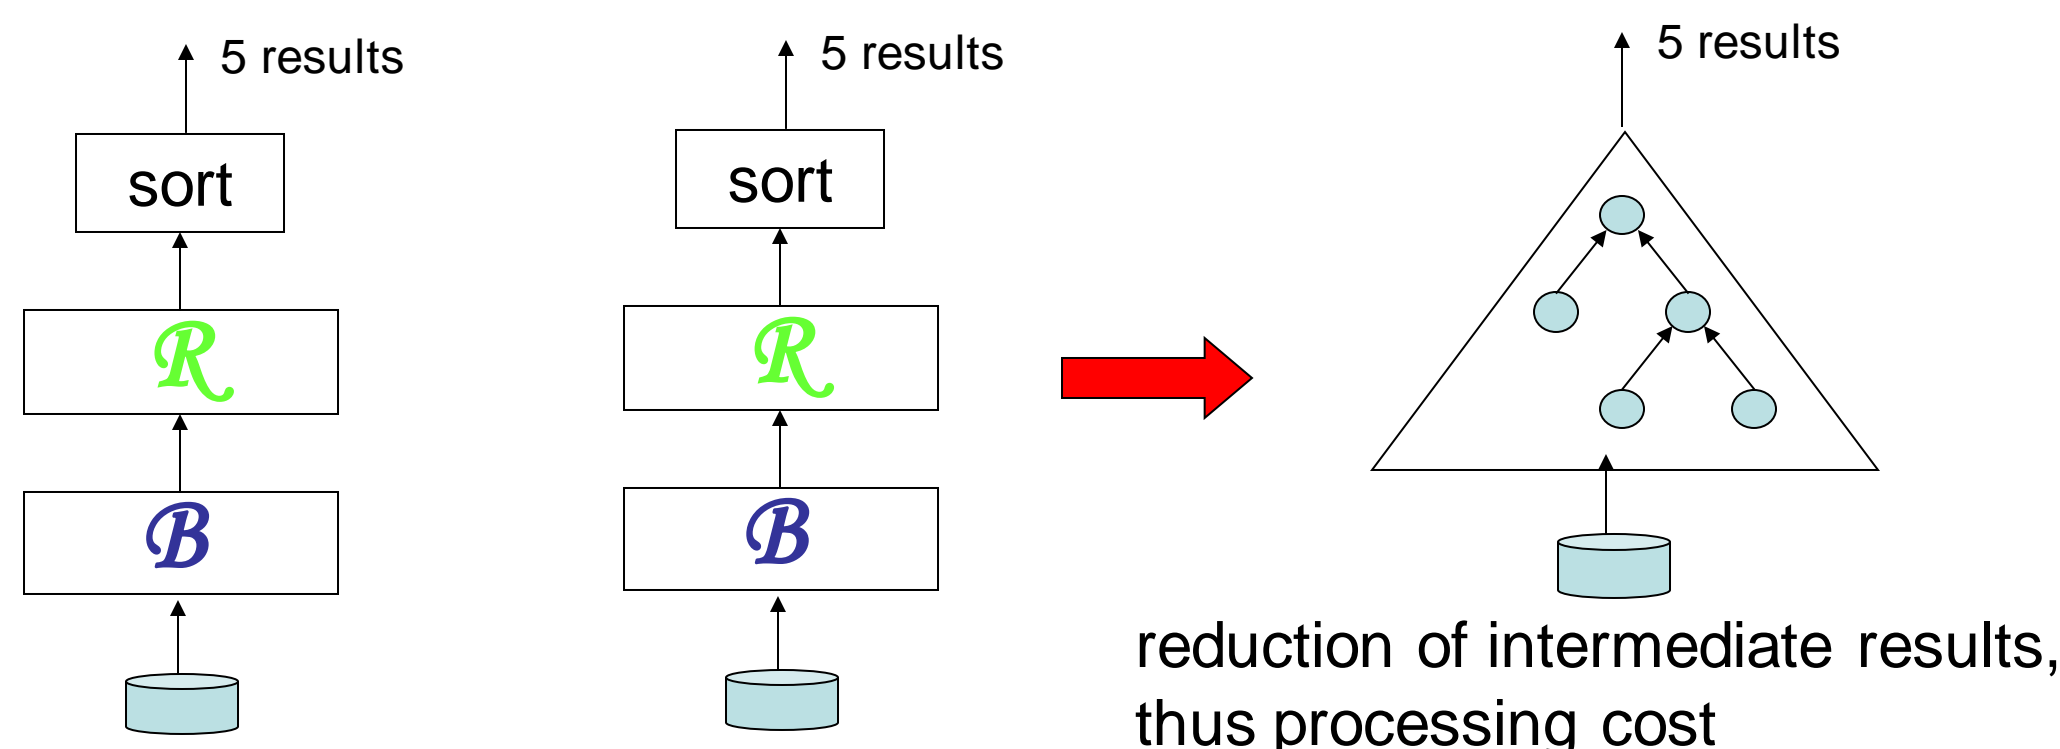 5 results
sort
R
B
5 results
sort
R
B
5 results
reduction of intermediate results,
thus processing cost